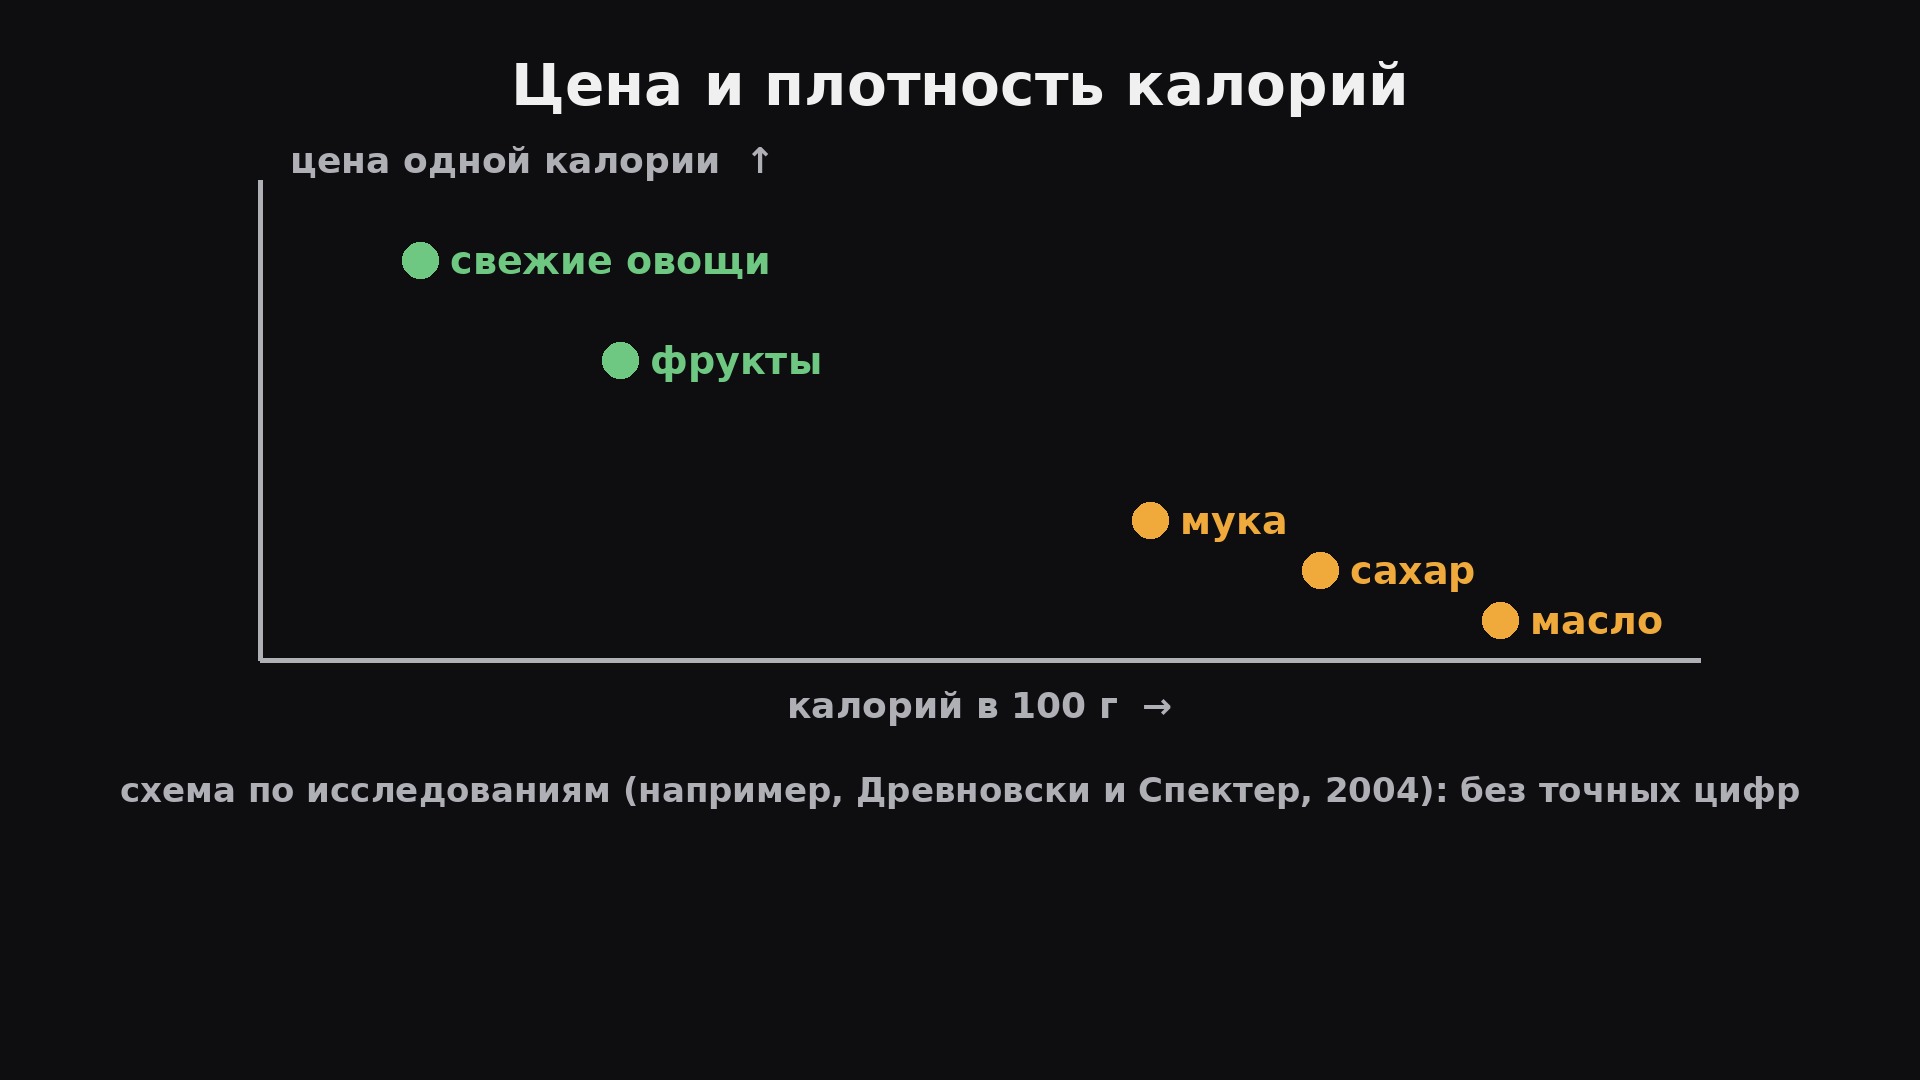 Цена и плотность калорий
цена одной калории ↑
свежие овощи
фрукты
мука
сахар
масло
калорий в 100 г →
схема по исследованиям (например, Древновски и Спектер, 2004): без точных цифр